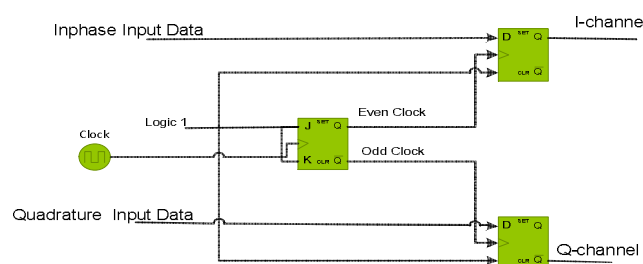 I-channe
Inphase Input Data
D SET Q
CLR Q
Even Clock
Logic 1
J SET Q
Clock
Odd Clock
K CLR Q
Quadrature Input Data
D SET Q
Q-channel
CLR Q